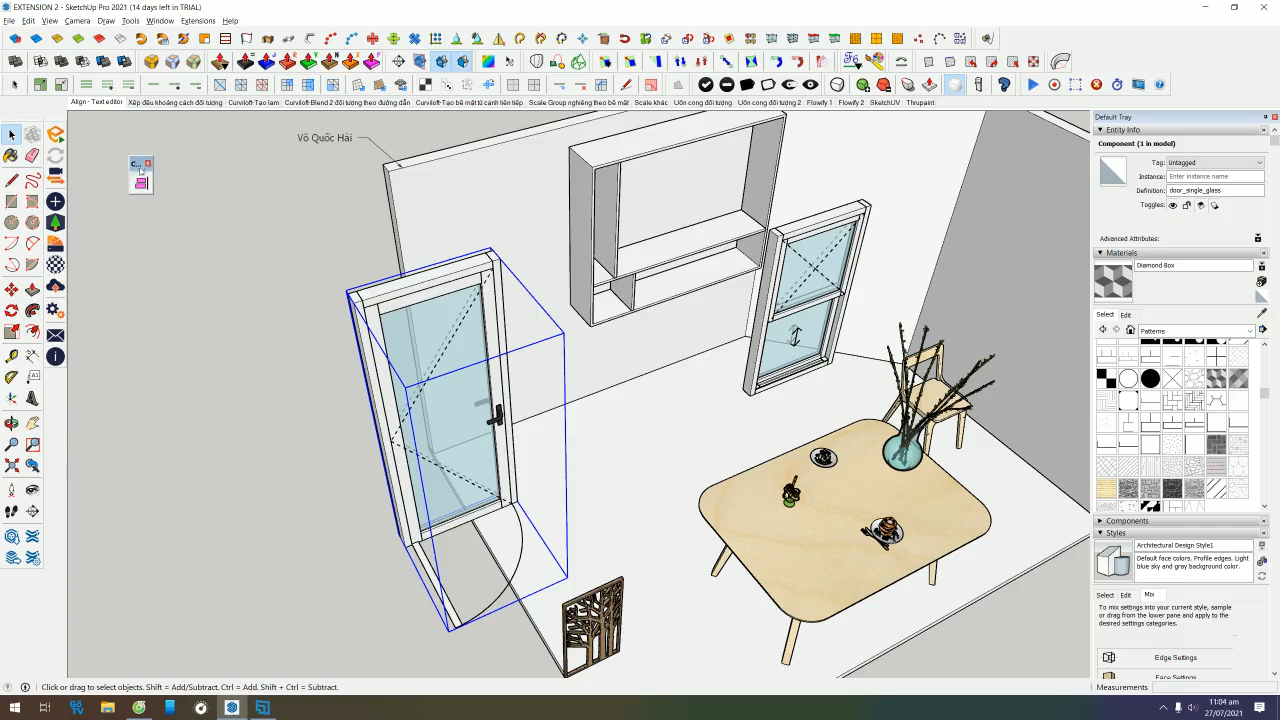 EXTENSION 2 - SketchUp Pro 2021 (14 days left in TRIAL)
File Edit View Camera Draw Tools Window Extensions Help
Align - Text editor Xếp đều khoảng cách đối tượng Curviloft-Tạo lam Curviloft-Blend 2 đối tượng theo đường dẫn Curiloft-Tạo bề mặt từ cạnh liên tiếp Scale Group nghiêng theo bề mặt Scale khác Uốn cong đối tượng Uốn cong đối tượng 2 Flowify 1 Flowify 2 SketchUV Thrupaint
C...
Võ Quốc Hải
Default Tray
Entity Info
Component (1 in model)
Tag: Untagged
Instance: Enter instance name
Definition: door_single_glass
Toggles:
Advanced Attributes:
Materials
Diamond Box
Select Edit
Patterns
Components
Styles
Architectural Design Style1
Default face colors. Profile edges. Light
blue sky and gray background color.
Select Edit Mix
To mix settings into your current style, sample
or drag from the lower pane and apply to the
desired settings categories.
Edge Settings
Face Settings
Click or drag to select objects. Shift = Add/Subtract. Ctrl = Add. Shift + Ctrl = Subtract.
Measurements
11:04 am
27/07/2021